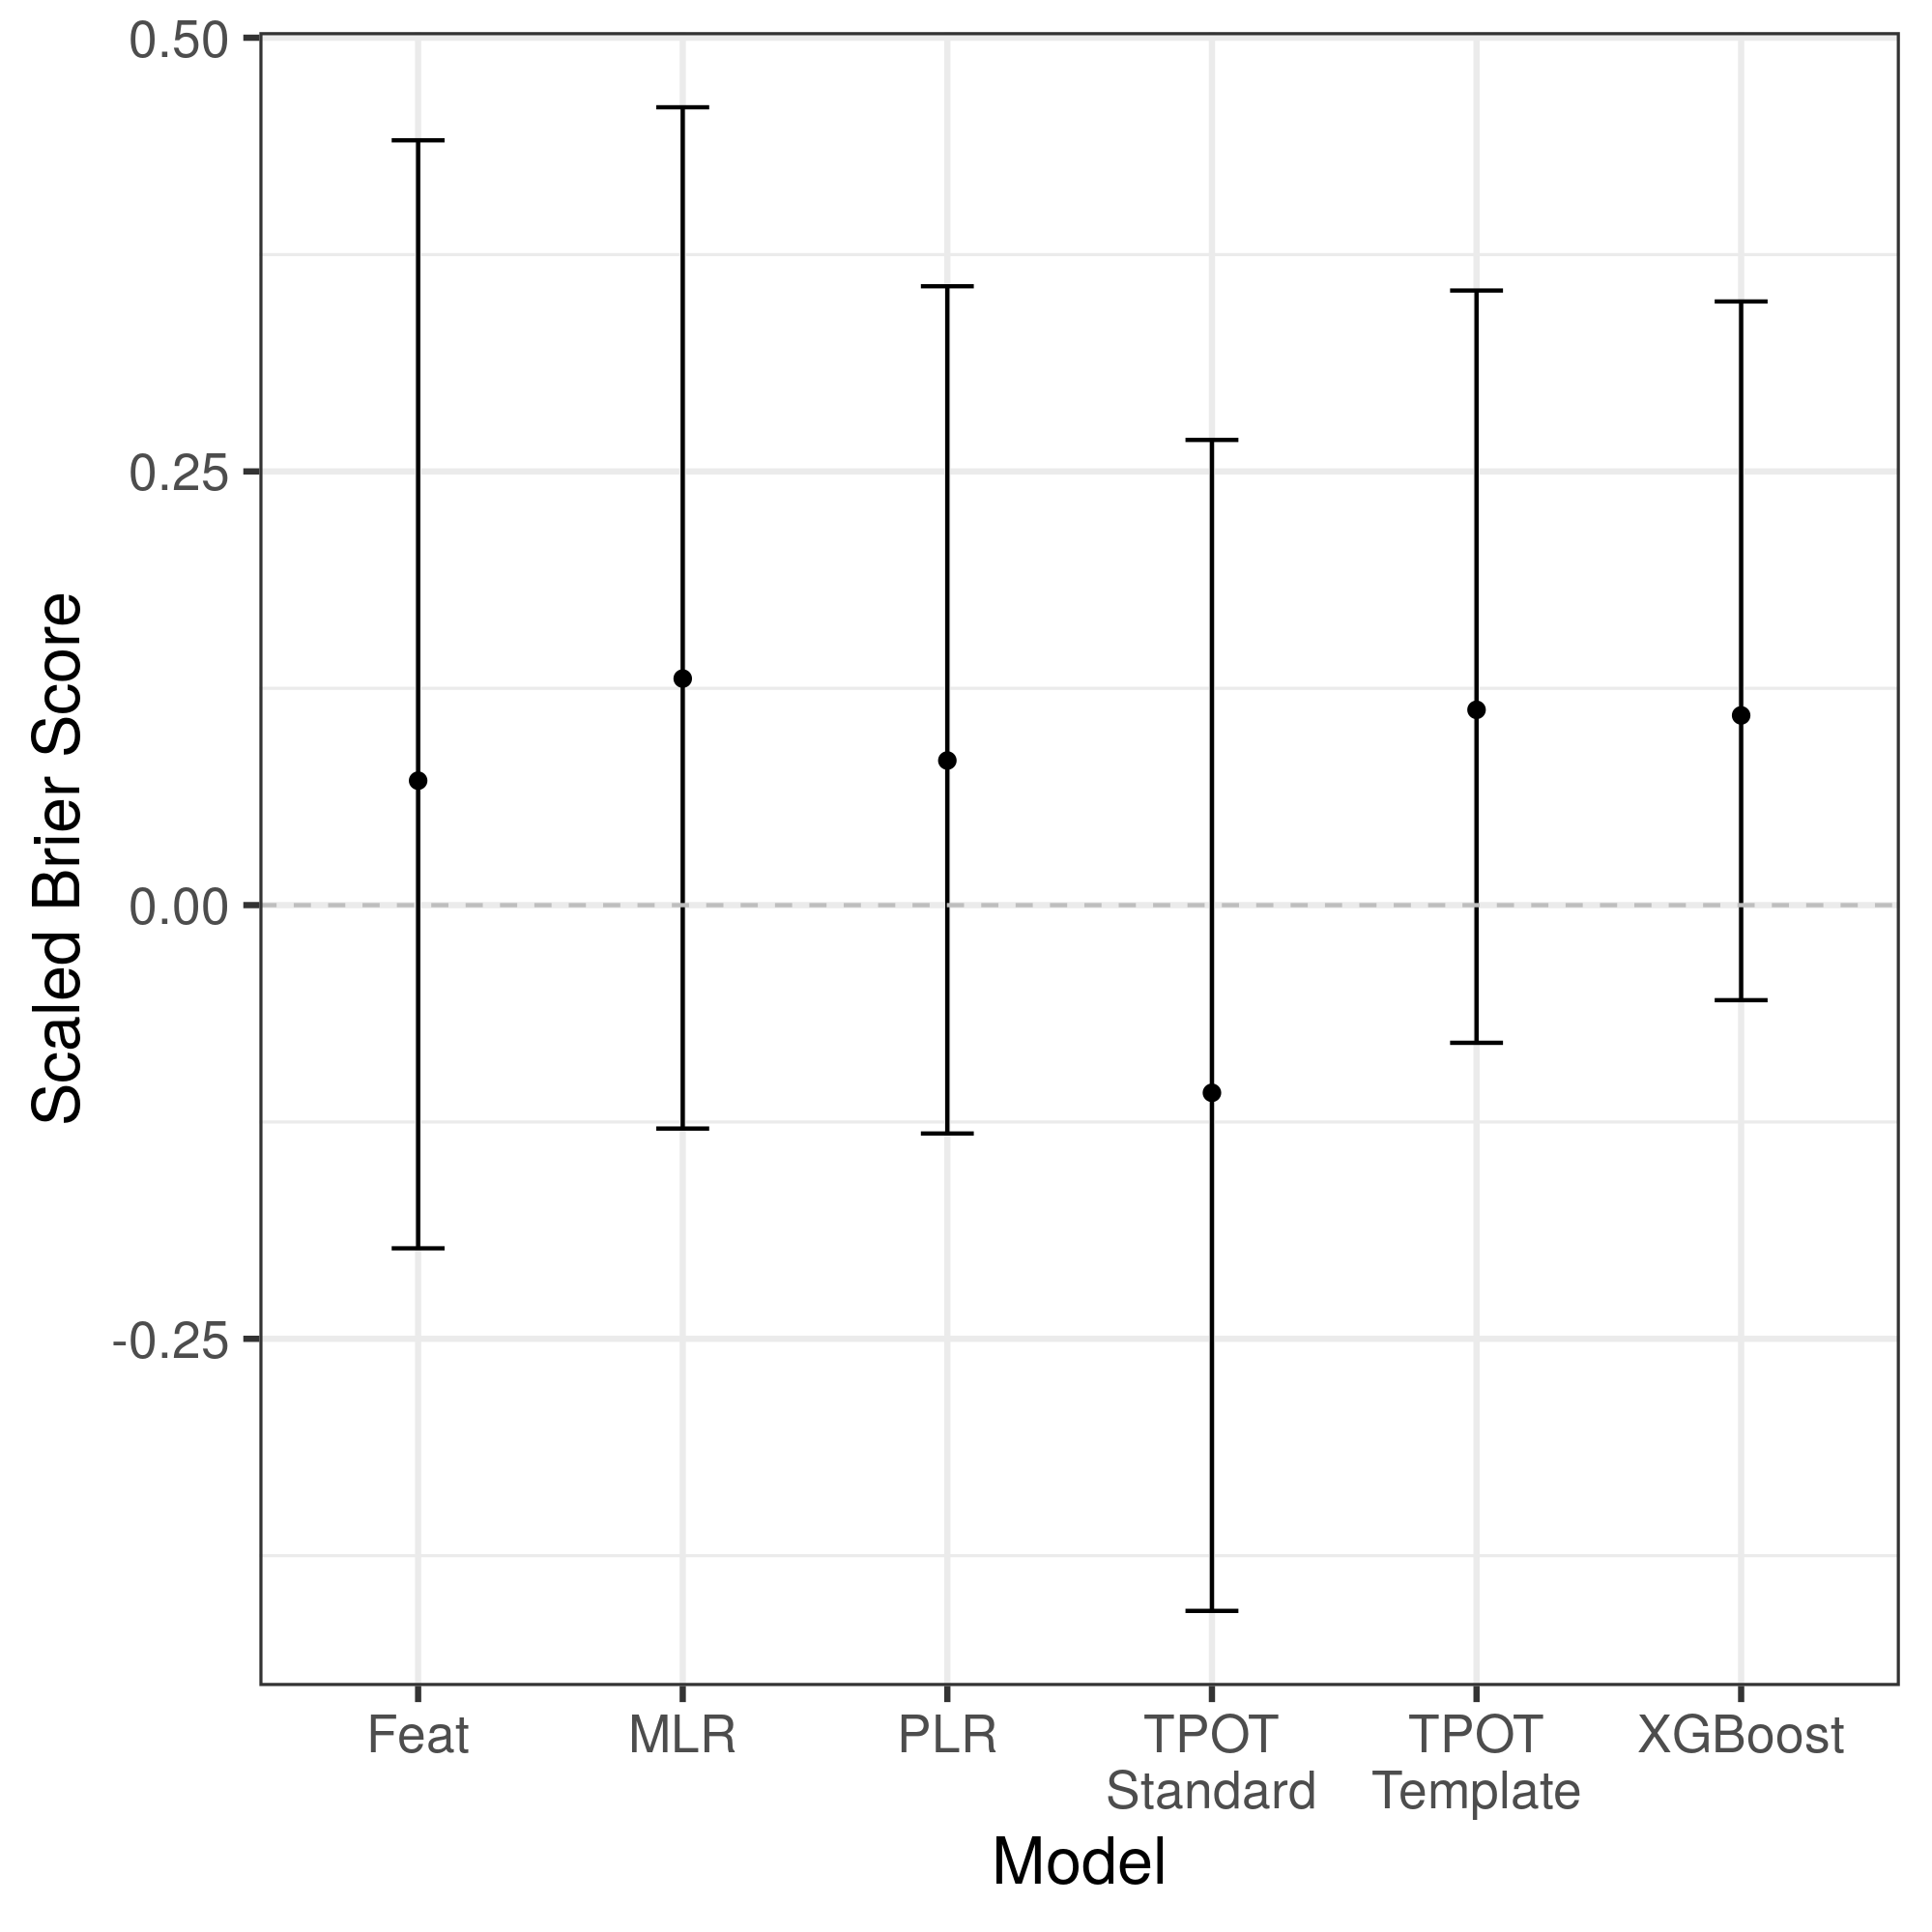 0.50
0.25
0.00
-0.25
Scaled Brier Score
Feat
MLR
PLR
TPOT
Standard
TPOT
Template
XGBoost
Model